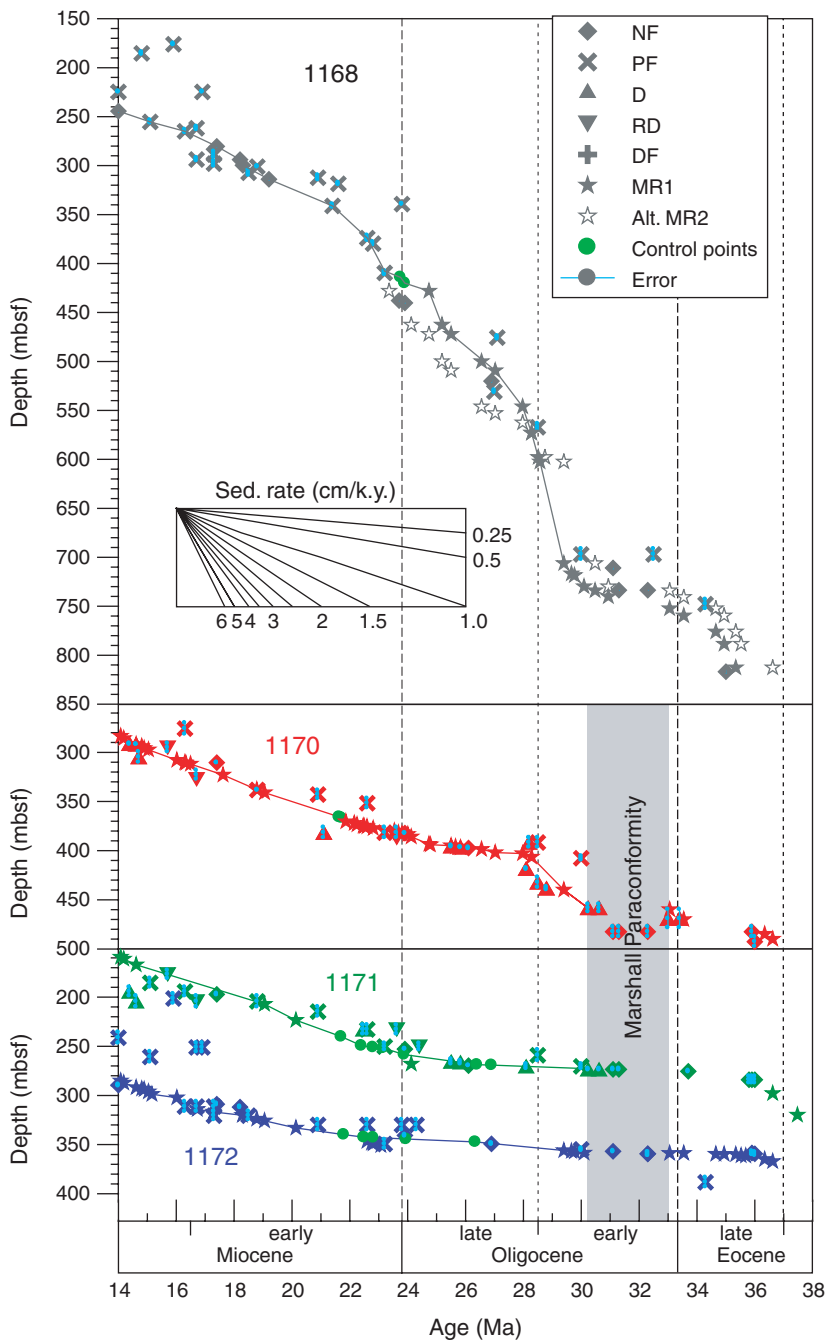 150
200
250
300
350
400
450
500
550
600
650
700
750
800
850
Depth (mbsf)
1168
NF
PF
D
RD
DF
MR1
Alt. MR2
Control points
Error
Sed. rate (cm/k.y.)
0.25
0.5
6 5 4 3 2 1.5 1.0
300
350
400
450
500
Depth (mbsf)
1170
Marshall Paraconformity
200
250
300
350
400
Depth (mbsf)
1171
1172
early late early late
Miocene Oligocene Eocene
14 16 18 20 22 24 26 28 30 32 34 36 38
Age (Ma)